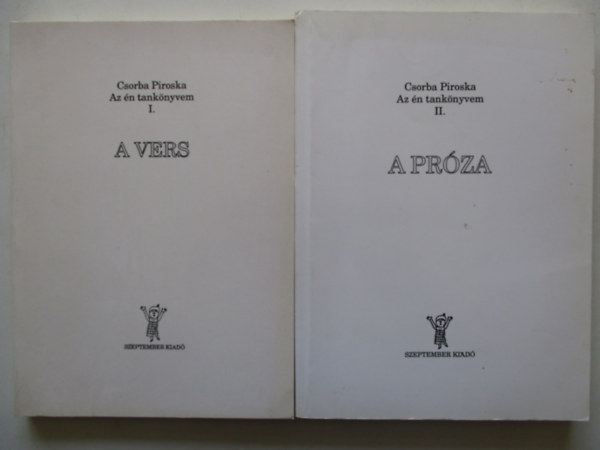 Csorba Piroska
Az én tankönyvem
I.
A VERS
SZEPTEMBER KIADÓ
Csorba Piroska
Az én tankönyvem
II.
A PRÓZA
SZEPTEMBER KIADÓ